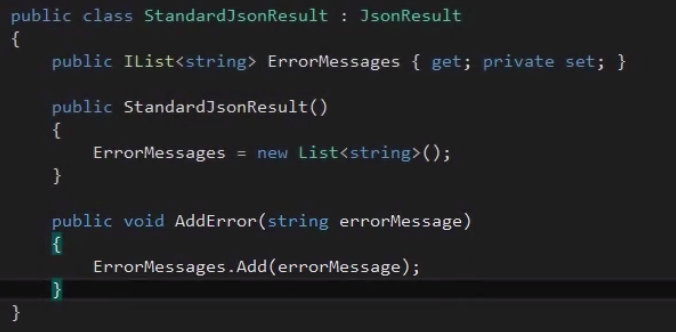 public class StandardJsonResult : JsonResult
{
    public IList<string> ErrorMessages { get; private set; }
    public StandardJsonResult()
    {
        ErrorMessages = new List<string>();
    }
    public void AddError(string errorMessage)
    {
        ErrorMessages.Add(errorMessage);
    }
}